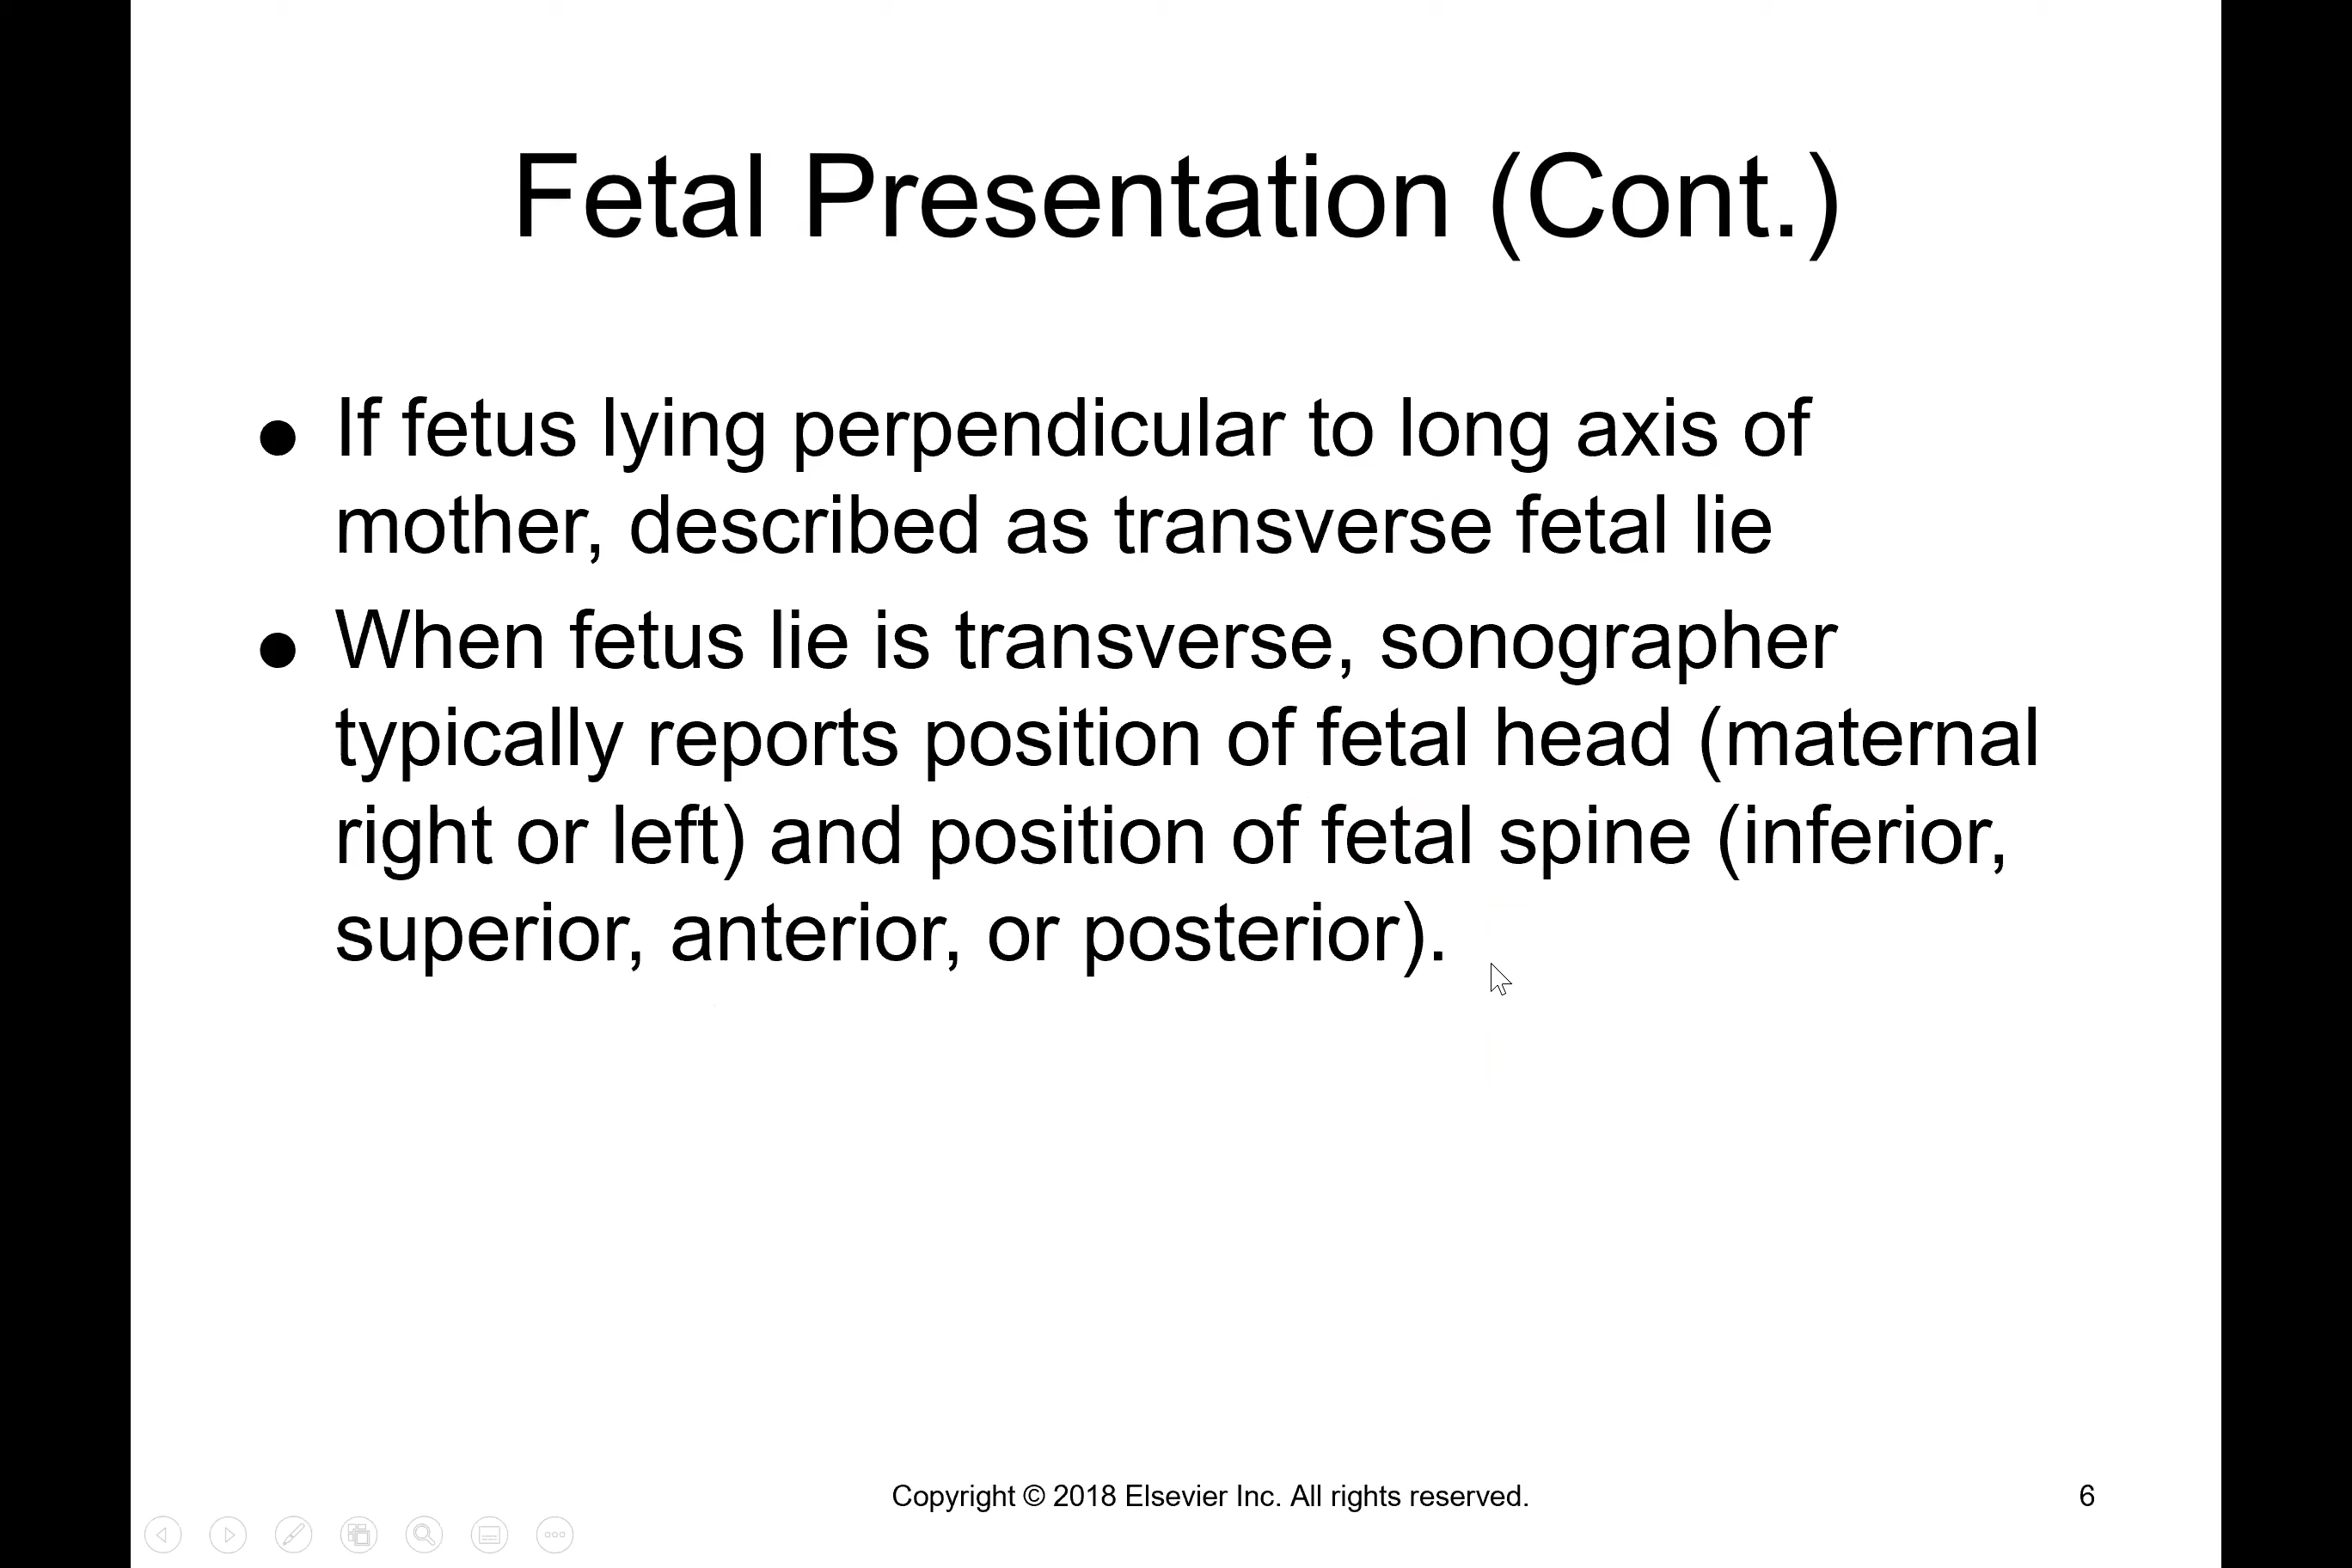 Fetal Presentation (Cont.)
● If fetus lying perpendicular to long axis of
mother, described as transverse fetal lie
● When fetus lie is transverse, sonographer
typically reports position of fetal head (maternal
right or left) and position of fetal spine (inferior,
superior, anterior, or posterior).
Copyright © 2018 Elsevier Inc. All rights reserved.
6